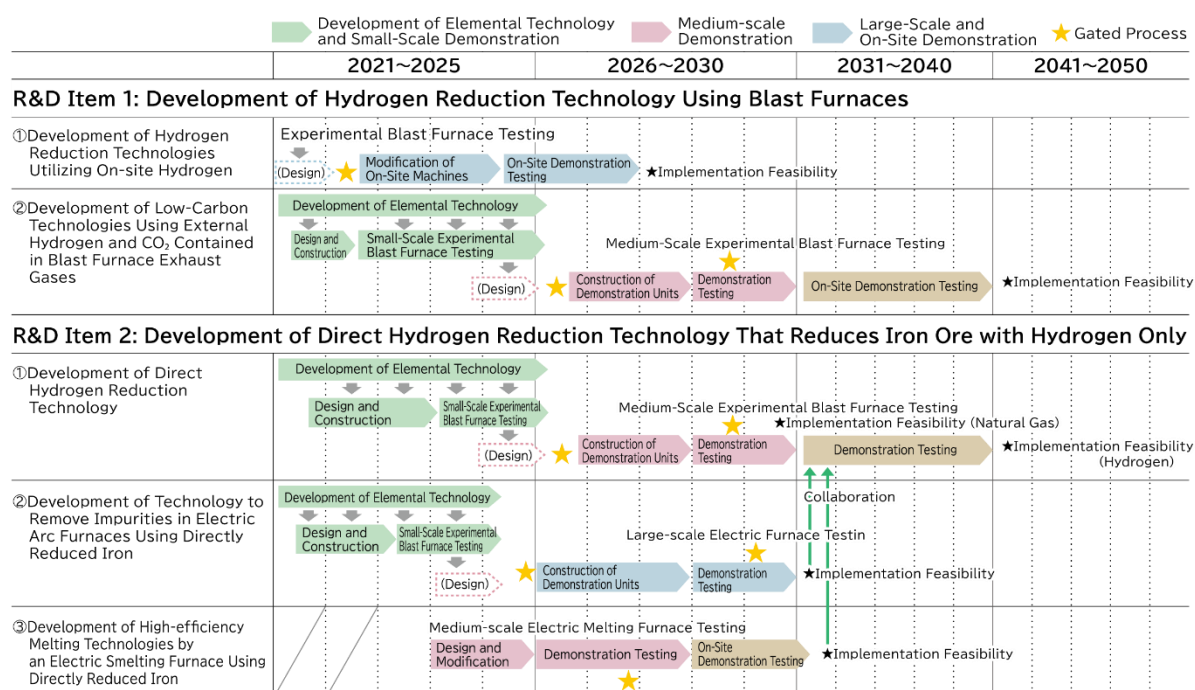 Development of Elemental Technology
and Small-Scale Demonstration
Medium-scale
Demonstration
Large-Scale and
On-Site Demonstration
Gated Process
2021~2025
2026~2030
2031~2040
2041~2050
R&D Item 1: Development of Hydrogen Reduction Technology Using Blast Furnaces
①Development of Hydrogen
Reduction Technologies
Utilizing On-site Hydrogen
Experimental Blast Furnace Testing
(Design)
Modification of
On-Site Machines
On-Site Demonstration
Testing
★Implementation Feasibility
②Development of Low-Carbon
Technologies Using External
Hydrogen and CO₂ Contained
in Blast Furnace Exhaust
Gases
Development of Elemental Technology
Design and
Construction
Small-Scale Experimental
Blast Furnace Testing
(Design)
Medium-Scale Experimental Blast Furnace Testing
Construction of
Demonstration Units
Demonstration
Testing
On-Site Demonstration Testing
★Implementation Feasibility
R&D Item 2: Development of Direct Hydrogen Reduction Technology That Reduces Iron Ore with Hydrogen Only
①Development of Direct
Hydrogen Reduction
Technology
Development of Elemental Technology
Design and
Construction
Small-Scale Experimental
Blast Furnace Testing
(Design)
Medium-Scale Experimental Blast Furnace Testing
★Implementation Feasibility (Natural Gas)
Construction of
Demonstration Units
Demonstration
Testing
Demonstration Testing
★Implementation Feasibility
(Hydrogen)
②Development of Technology to
Remove Impurities in Electric
Arc Furnaces Using Directly
Reduced Iron
Development of Elemental Technology
Design and
Construction
Small-Scale Experimental
Blast Furnace Testing
(Design)
Collaboration
Large-scale Electric Furnace Testin
Construction of
Demonstration Units
Demonstration
Testing
★Implementation Feasibility
③Development of High-efficiency
Melting Technologies by
an Electric Smelting Furnace Using
Directly Reduced Iron
Medium-scale Electric Melting Furnace Testing
Design and
Modification
Demonstration Testing
On-Site
Demonstration Testing
★Implementation Feasibility